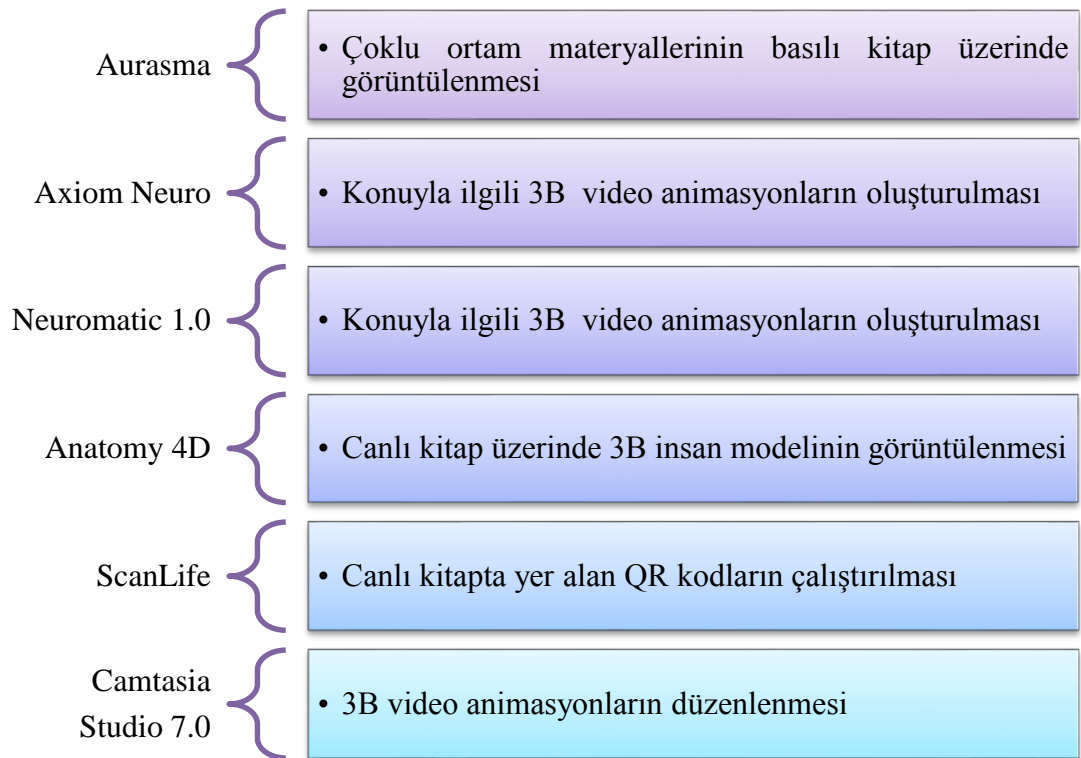 Aurasma
• Çoklu ortam materyallerinin basılı kitap üzerinde
görüntülenmesi
Axiom Neuro
• Konuyla ilgili 3B video animasyonların oluşturulması
Neuromatic 1.0
• Konuyla ilgili 3B video animasyonların oluşturulması
Anatomy 4D
• Canlı kitap üzerinde 3B insan modelinin görüntülenmesi
ScanLife
• Canlı kitapta yer alan QR kodların çalıştırılması
Camtasia
Studio 7.0
• 3B video animasyonların düzenlenmesi